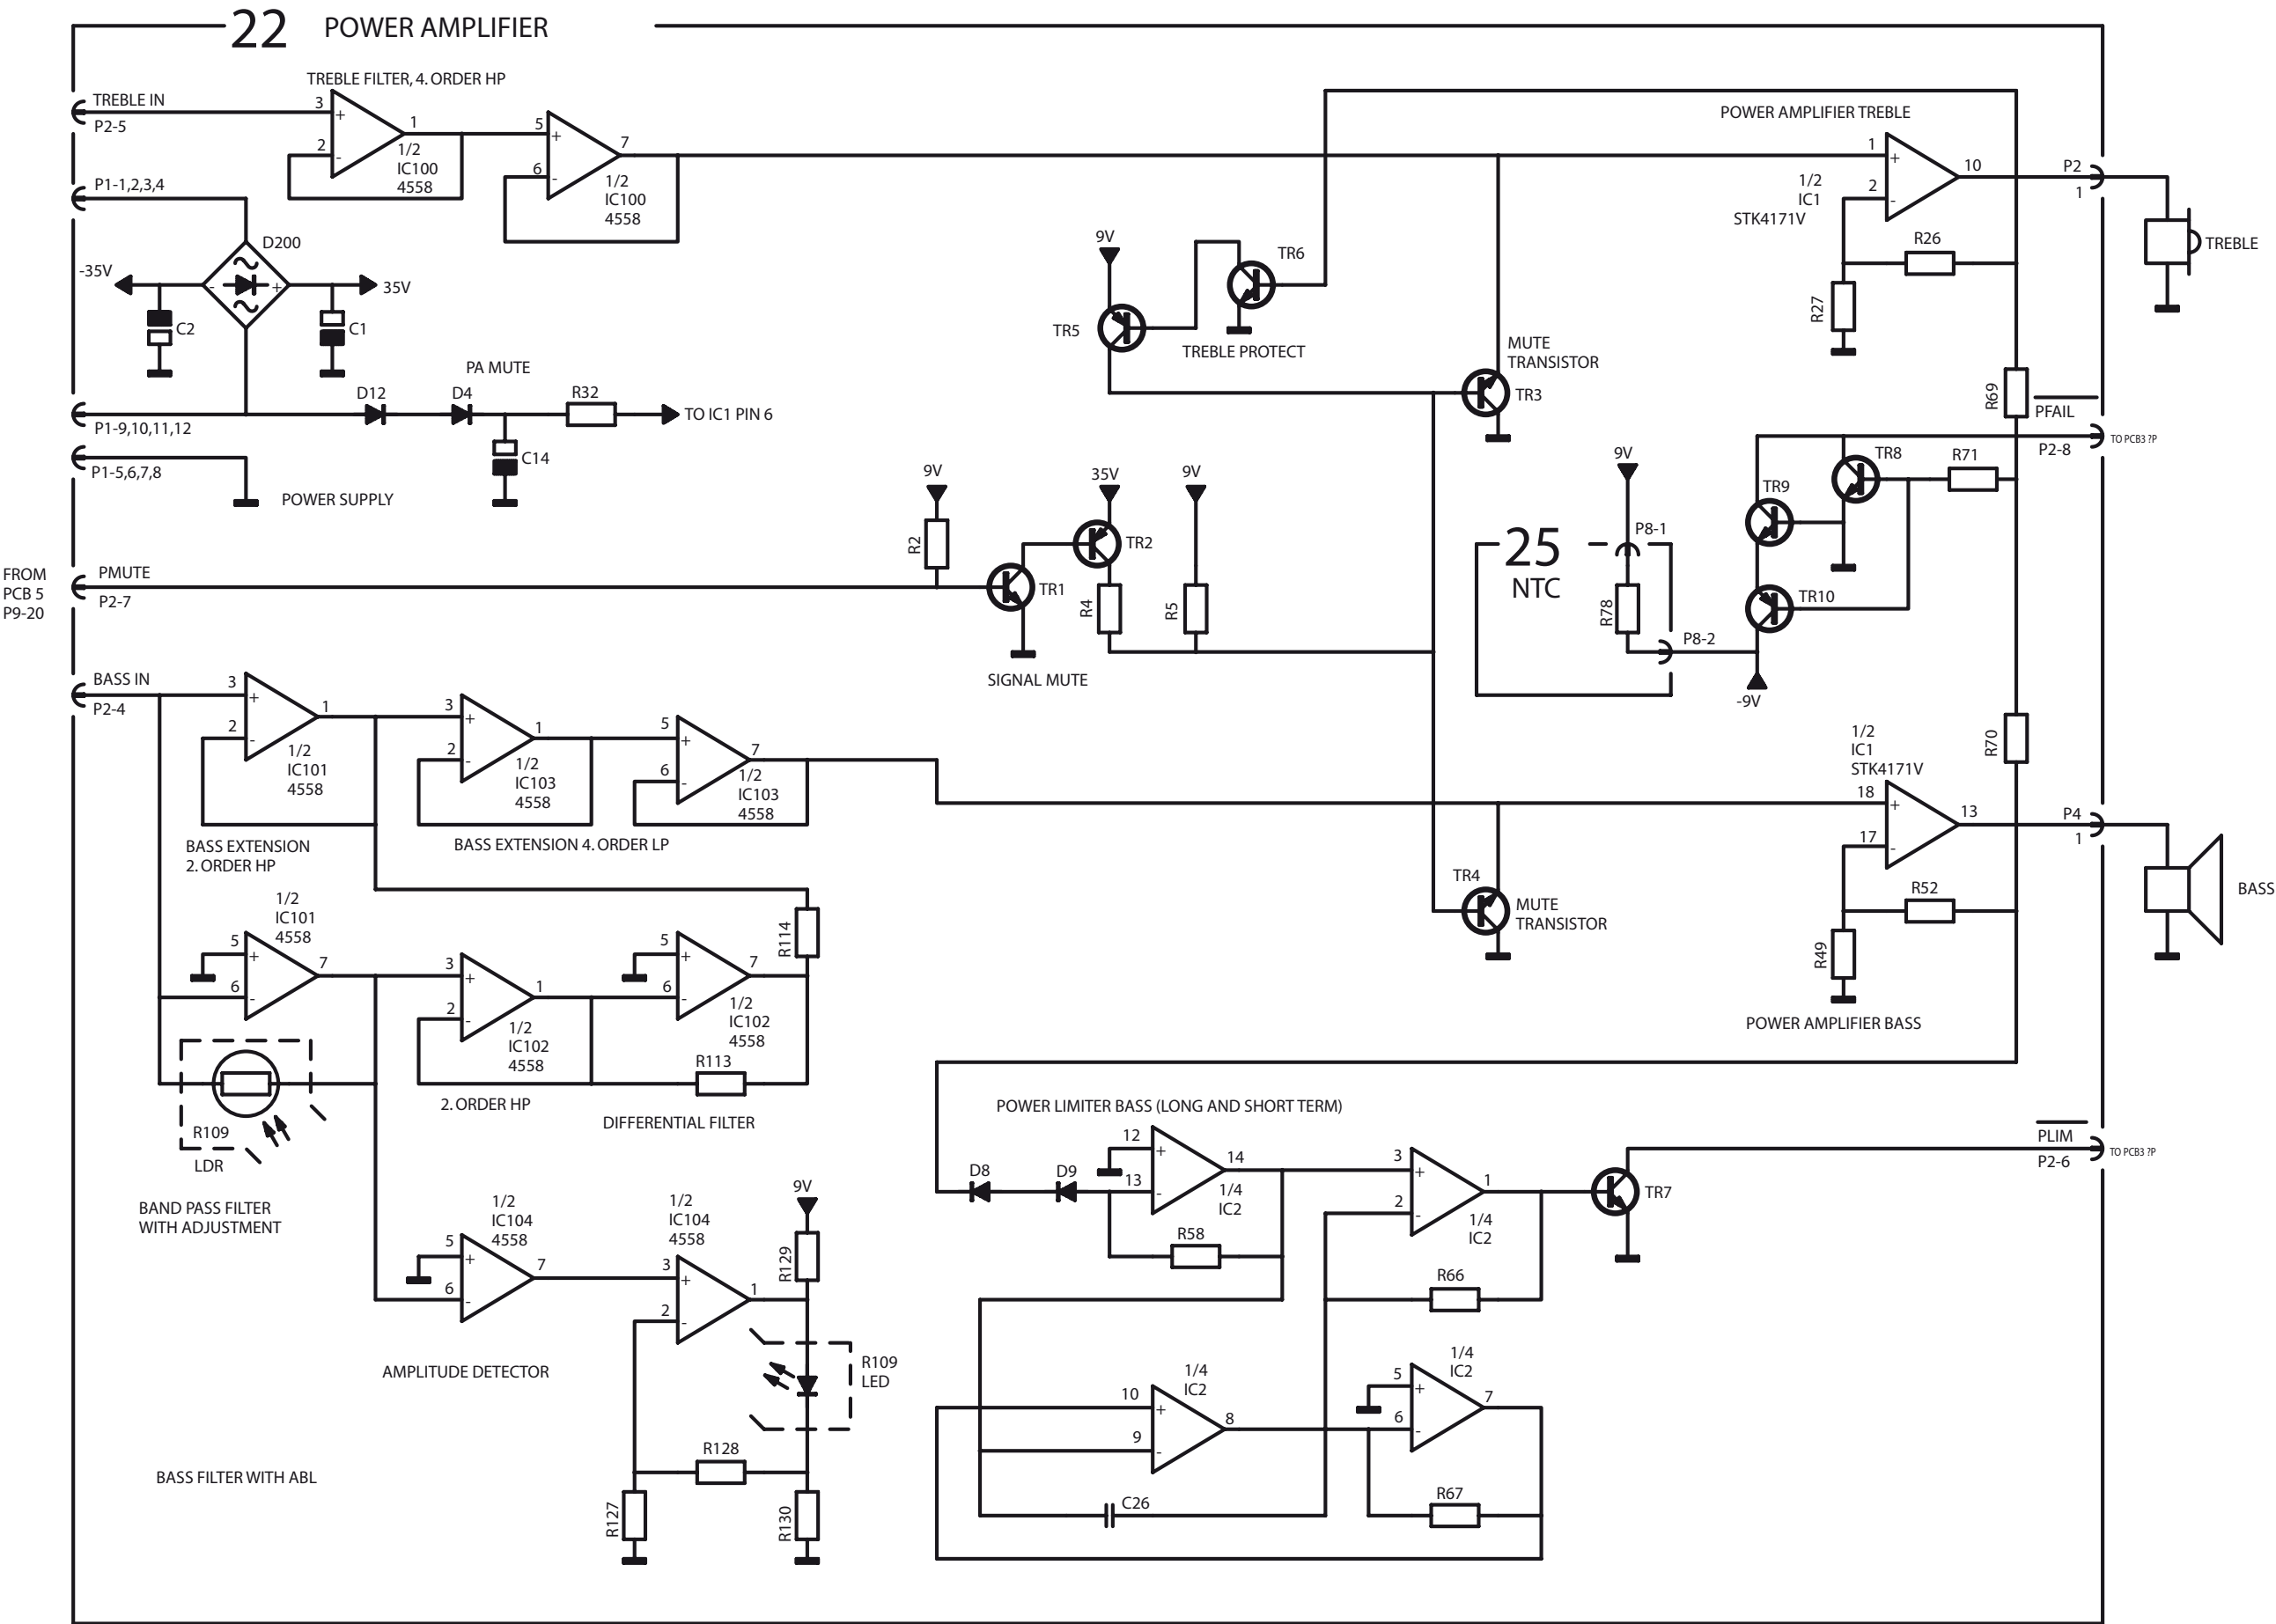 22 POWER AMPLIFIER
TREBLE FILTER, 4. ORDER HP
TREBLE IN
P2-5
3
+
2
-
1
1/2
IC100
4558
5
+
6
-
7
1/2
IC100
4558
POWER AMPLIFIER TREBLE
1
+
2
-
10
1/2
IC1
STK4171V
P2
1
TREBLE
R26
R27
P1-1,2,3,4
D200
-35V
-
+
35V
C2
C1
9V
TR6
TR5
TREBLE PROTECT
MUTE
TRANSISTOR
TR3
PA MUTE
D12
D4
R32
TO IC1 PIN 6
P1-9,10,11,12
C14
P1-5,6,7,8
POWER SUPPLY
R69
PFAIL
TO PCB3 ?P
P2-8
TR8
R71
TR9
TR10
9V
P8-1
25
NTC
R78
P8-2
-9V
9V
35V
9V
R2
TR2
TR1
R4
R5
SIGNAL MUTE
FROM
PCB 5
P9-20
PMUTE
P2-7
BASS IN
P2-4
3
+
2
-
1
1/2
IC101
4558
3
+
2
-
1
1/2
IC103
4558
5
+
6
-
7
1/2
IC103
4558
BASS EXTENSION
2. ORDER HP
BASS EXTENSION 4. ORDER LP
R70
1/2
IC1
STK4171V
18
+
17
-
13
P4
1
BASS
R52
R49
TR4
MUTE
TRANSISTOR
POWER AMPLIFIER BASS
1/2
IC101
4558
5
+
6
-
7
3
+
2
-
1
1/2
IC102
4558
5
+
6
-
7
1/2
IC102
4558
R114
R113
R109
LDR
2. ORDER HP
DIFFERENTIAL FILTER
BAND PASS FILTER
WITH ADJUSTMENT
POWER LIMITER BASS (LONG AND SHORT TERM)
D8
D9
12
+
13
-
14
1/4
IC2
R58
3
+
2
-
1
1/4
IC2
R66
TR7
PLIM
P2-6
TO PCB3 ?P
1/2
IC104
4558
5
+
6
-
7
1/2
IC104
4558
3
+
2
-
1
9V
R129
R109
LED
AMPLITUDE DETECTOR
R128
R127
R130
BASS FILTER WITH ABL
10
+
9
-
8
1/4
IC2
5
+
6
-
7
1/4
IC2
C26
R67